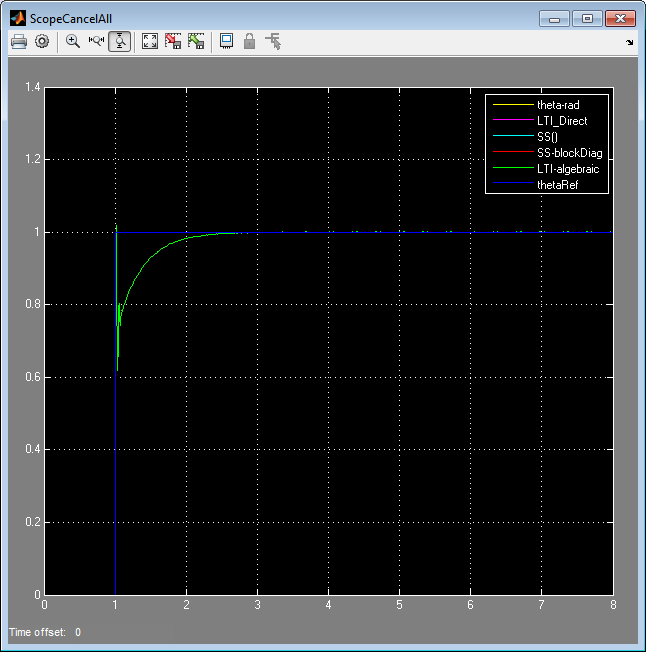 ScopeCancelAll
1.4
1.2
1
0.8
0.6
0.4
0.2
0
theta-rad
LTI_Direct
SS()
SS-blockDiag
LTI-algebraic
thetaRef
0 1 2 3 4 5 6 7 8
Time offset: 0